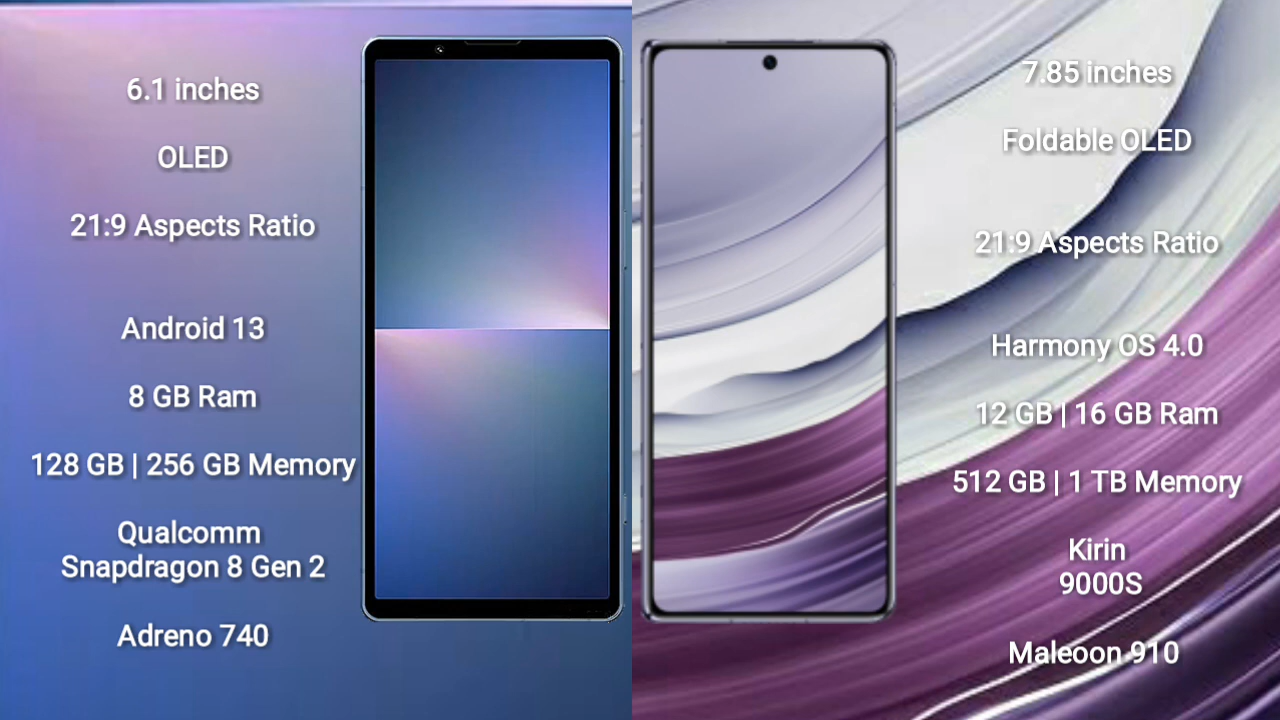 6.1 inches
OLED
21:9 Aspects Ratio
Android 13
8 GB Ram
128 GB | 256 GB Memory
Qualcomm
Snapdragon 8 Gen 2
Adreno 740
7.85 inches
Foldable OLED
21:9 Aspects Ratio
Harmony OS 4.0
12 GB | 16 GB Ram
512 GB | 1 TB Memory
Kirin
9000S
Maleoon 910